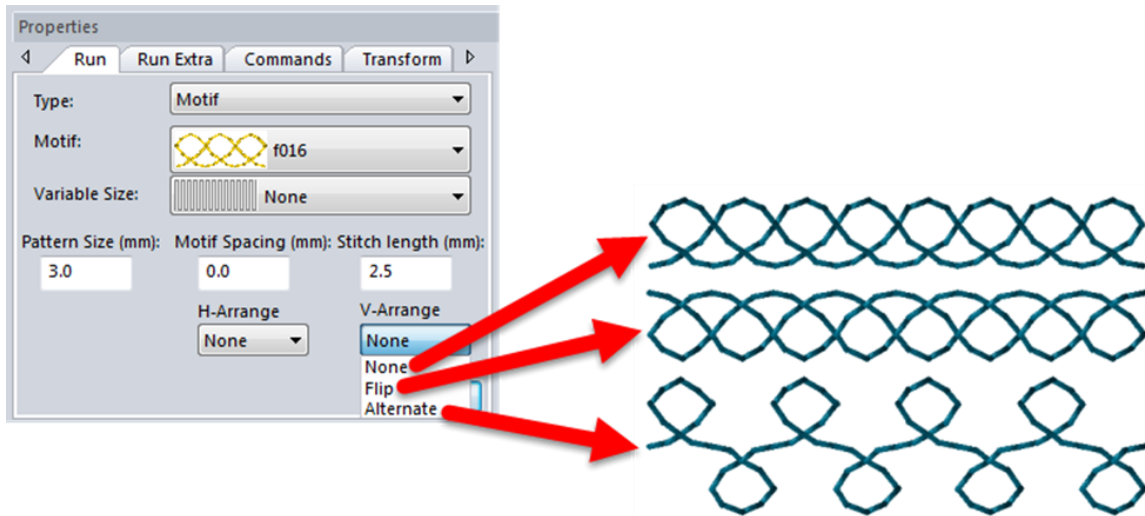 Properties
Run Run Extra Commands Transform
Type: Motif
Motif: f016
Variable Size: None
Pattern Size (mm): Motif Spacing (mm): Stitch length (mm):
3.0 0.0 2.5
H-Arrange V-Arrange
None None
None
Flip
Alternate